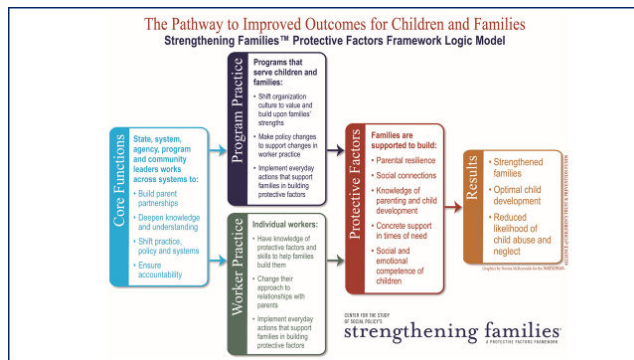 The Pathway to Improved Outcomes for Children and Families
Strengthening Families™ Protective Factors Framework Logic Model
Core Functions
State, system,
agency, program
and community
leaders works
across systems to:
• Build parent
partnerships
• Deepen knowledge
and understanding
• Shift practice,
policy and systems
• Ensure
accountability
Program Practice
Programs that
serve children and
families:
• Shift organization
culture to value and
build upon families'
strengths
• Make policy changes
to support changes in
worker practice
• Implement everyday
actions that support
families in building
protective factors
Worker Practice
Individual workers:
• Have knowledge of
protective factors and
skills to help families
build them
• Change their
approach to
relationships with
parents
• Implement everyday
actions that support
families in building
protective factors
Protective Factors
Families are
supported to build:
• Parental resilience
• Social connections
• Knowledge of
parenting and child
development
• Concrete support
in times of need
• Social and
emotional
competence of
children
Results
• Strengthened
families
• Optimal child
development
• Reduced
likelihood of
child abuse and
neglect
CENTER FOR THE STUDY
OF SOCIAL POLICY'S
strengthening families
A PROTECTIVE FACTORS FRAMEWORK